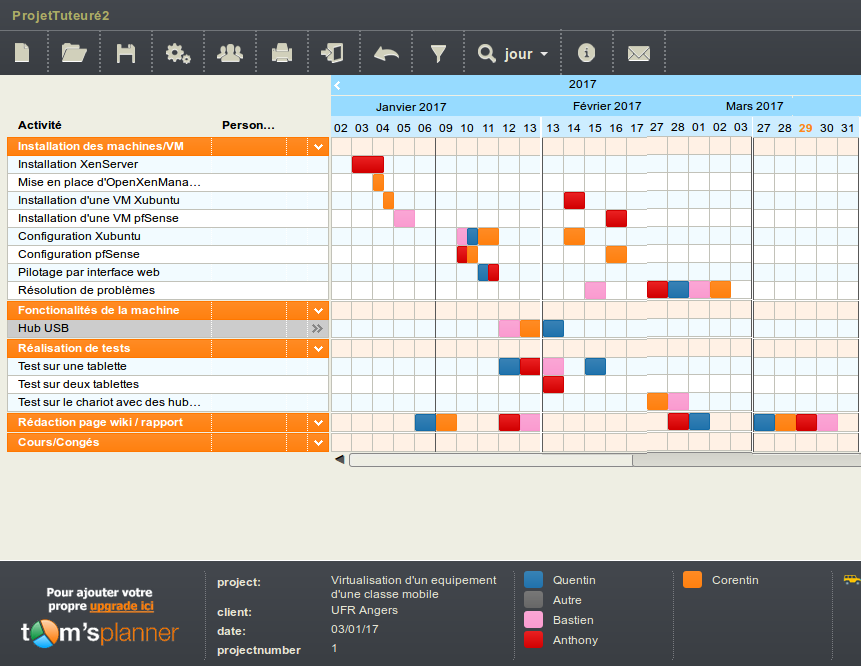 ProjetTuteuré2
jour
2017
Janvier 2017 Février 2017 Mars 2017
Activité Person...
02 03 04 05 06 09 10 11 12 13 13 14 15 16 17 27 28 01 02 03 27 28 29 30 31
Installation des machines/VM
Installation XenServer
Mise en place d'OpenXenMana...
Installation d'une VM Xubuntu
Installation d'une VM pfSense
Configuration Xubuntu
Configuration pfSense
Pilotage par interface web
Résolution de problèmes
Fonctionalités de la machine
Hub USB
Réalisation de tests
Test sur une tablette
Test sur deux tablettes
Test sur le chariot avec des hub...
Rédaction page wiki / rapport
Cours/Congés
Pour ajouter votre
propre upgrade ici
tom'splanner
project: Virtualisation d'un equipement
d'une classe mobile
client: UFR Angers
date: 03/01/17
projectnumber 1
Quentin
Autre
Bastien
Anthony
Corentin